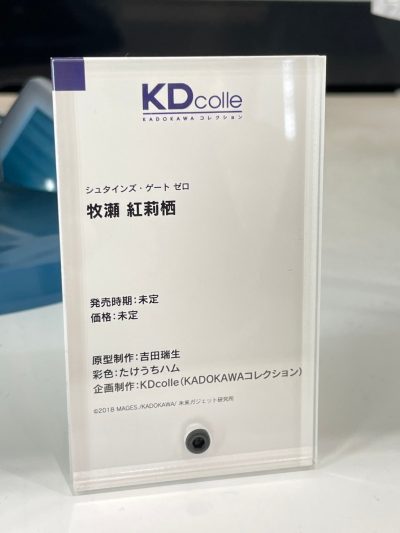 KDcolle
KADOKAWA コレクション
シュタインズ・ゲート ゼロ
牧瀬 紅莉栖
発売時期：未定
価格：未定
原型制作：吉田瑞生
彩色：たけうちハム
企画制作：KDcolle（KADOKAWAコレクション）
©2018 MAGES./KADOKAWA/ 未来ガジェット研究所